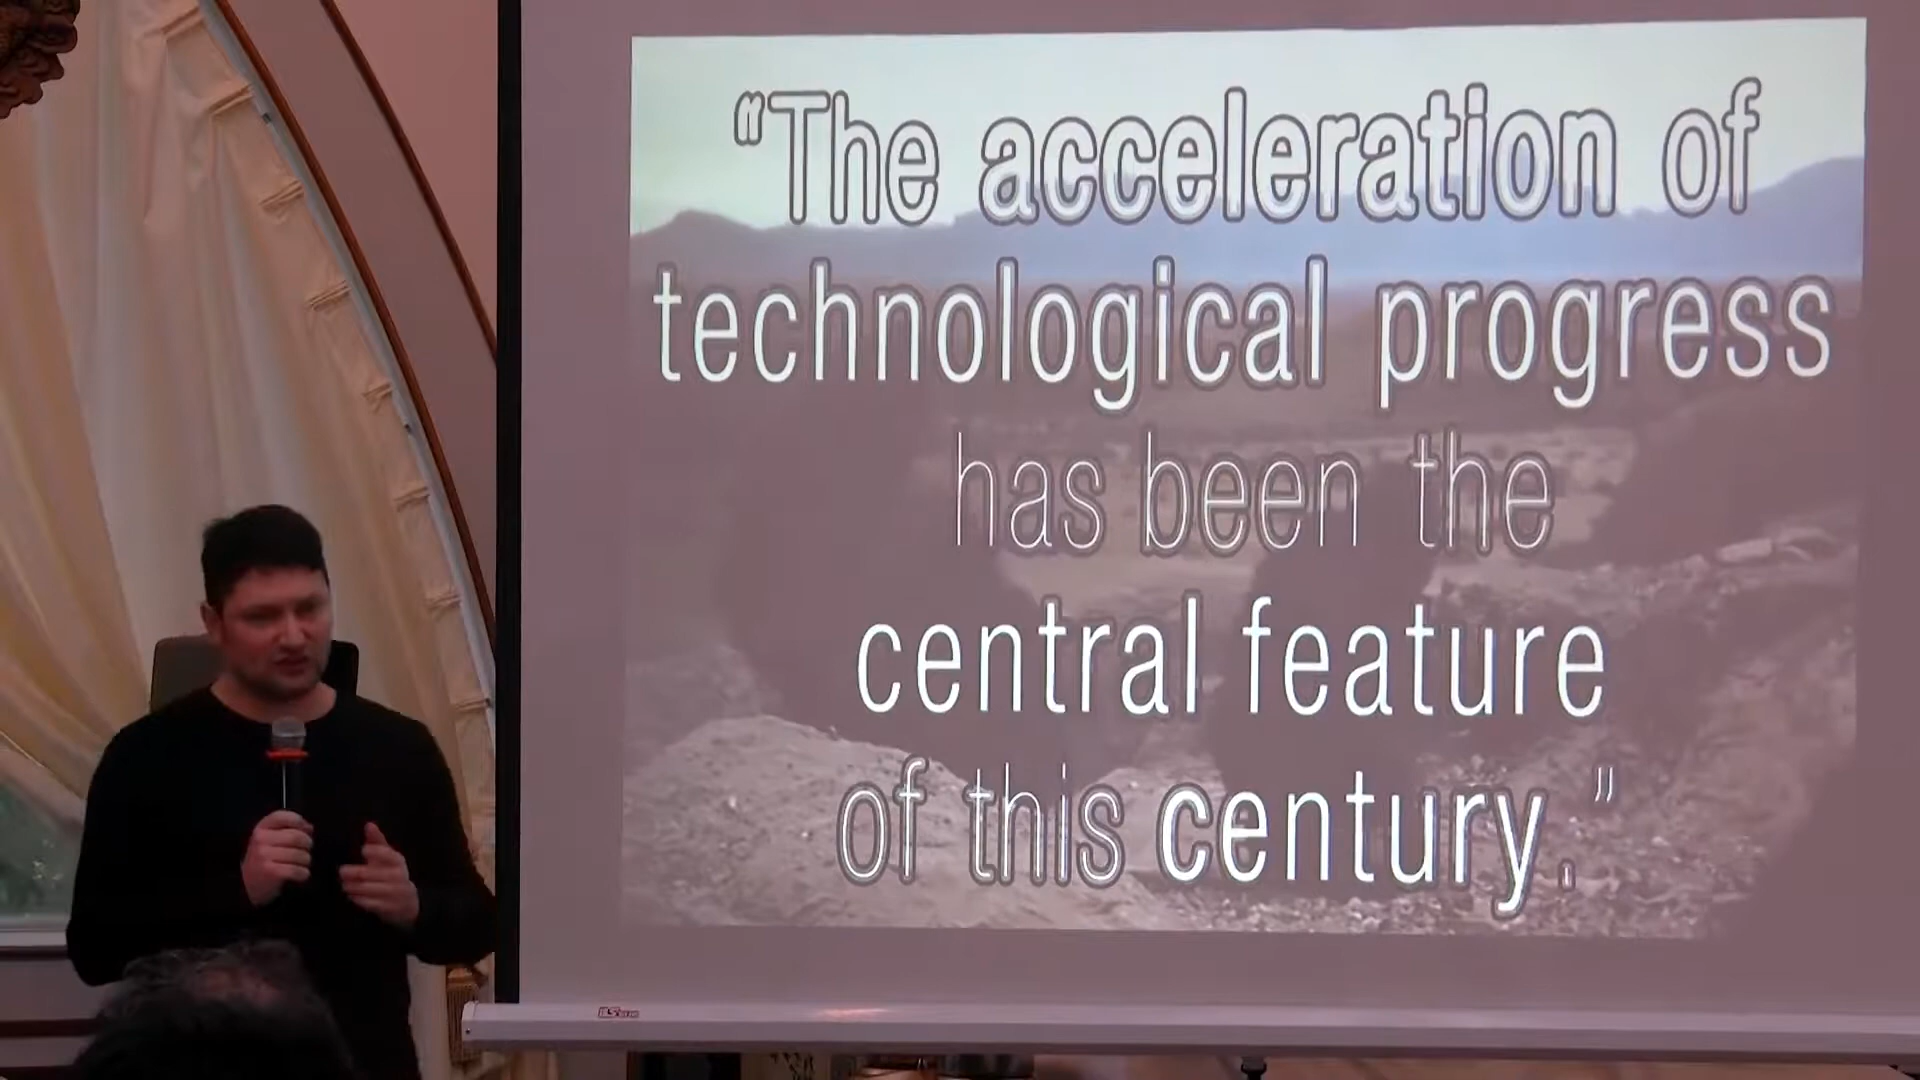 “The acceleration of
technological progress
has been the
central feature
of this century.”